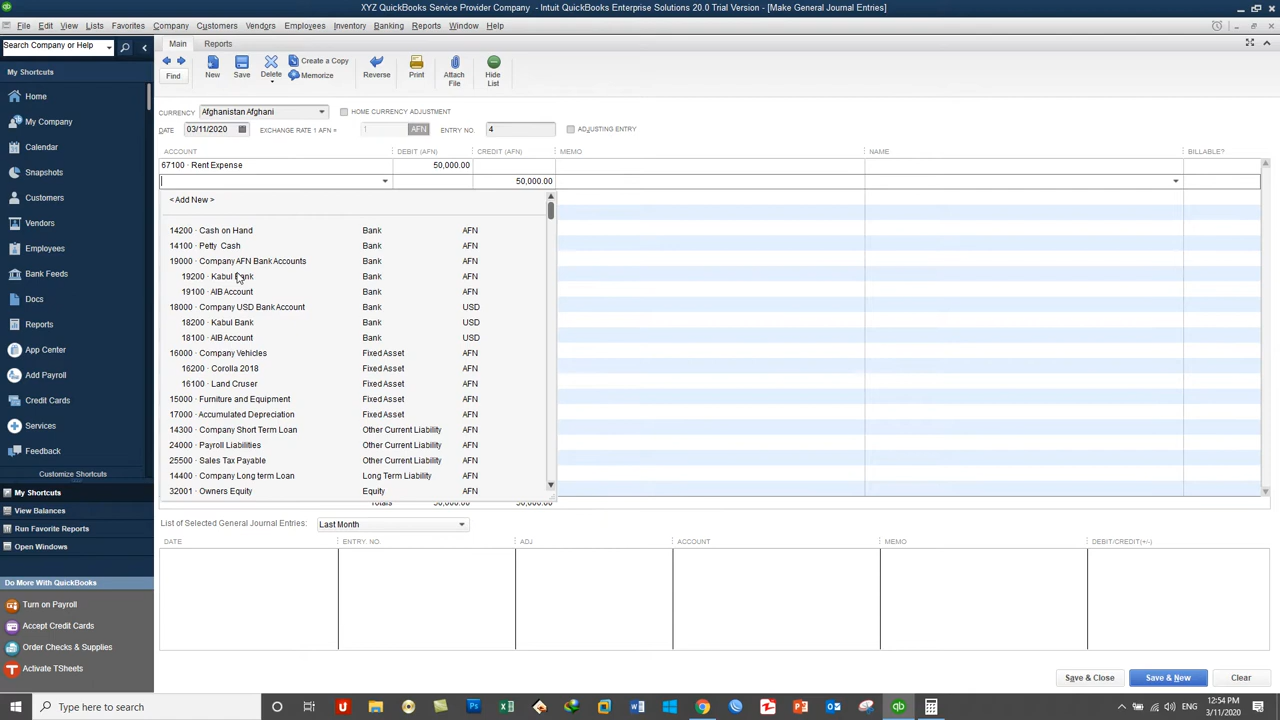 XYZ QuickBooks Service Provider Company - Intuit QuickBooks Enterprise Solutions 20.0 Trial Version - [Make General Journal Entries]
File Edit View Lists Favorites Company Customers Vendors Employees Inventory Banking Reports Window Help
Search Company or Help
Main Reports
My Shortcuts
Find New Save Delete Create a Copy Memorize Reverse Print Attach File Hide List
Home
My Company
Calendar
Snapshots
Customers
Vendors
Employees
Bank Feeds
Docs
Reports
App Center
Add Payroll
Credit Cards
Services
Feedback
Customize Shortcuts
My Shortcuts
View Balances
Run Favorite Reports
Open Windows
Do More With QuickBooks
Turn on Payroll
Accept Credit Cards
Order Checks & Supplies
Activate TSheets
CURRENCY Afghanistan Afghani HOME CURRENCY ADJUSTMENT
DATE 03/11/2020 EXCHANGE RATE 1 AFN = 1 AFN ENTRY NO. 4 ADJUSTING ENTRY
ACCOUNT DEBIT (AFN) CREDIT (AFN) MEMO NAME BILLABLE?
67100 · Rent Expense 50,000.00
50,000.00
< Add New >
14200 · Cash on Hand Bank AFN
14100 · Petty Cash Bank AFN
19000 · Company AFN Bank Accounts Bank AFN
19200 · Kabul Bank Bank AFN
19100 · AIB Account Bank AFN
18000 · Company USD Bank Account Bank USD
18200 · Kabul Bank Bank USD
18100 · AIB Account Bank USD
16000 · Company Vehicles Fixed Asset AFN
16200 · Corolla 2018 Fixed Asset AFN
16100 · Land Cruser Fixed Asset AFN
15000 · Furniture and Equipment Fixed Asset AFN
17000 · Accumulated Depreciation Fixed Asset AFN
14300 · Company Short Term Loan Other Current Liability AFN
24000 · Payroll Liabilities Other Current Liability AFN
25500 · Sales Tax Payable Other Current Liability AFN
14400 · Company Long term Loan Long Term Liability AFN
32001 · Owners Equity Equity AFN
Totals 50,000.00 50,000.00
List of Selected General Journal Entries: Last Month
DATE ENTRY. NO. ADJ ACCOUNT MEMO DEBIT/CREDIT(+/-)
Save & Close Save & New Clear
Type here to search
12:54 PM
3/11/2020